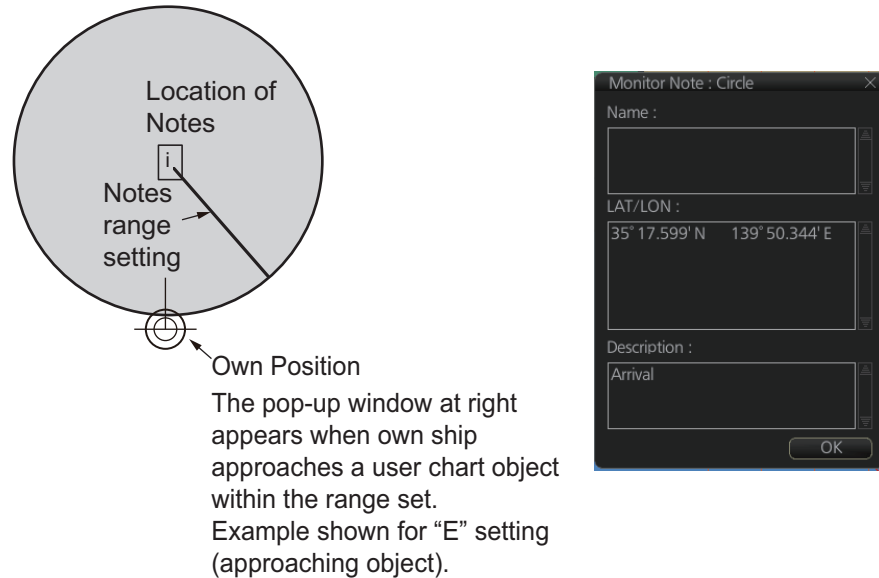 Location of
Notes
i
Notes
range
setting
Own Position
The pop-up window at right
appears when own ship
approaches a user chart object
within the range set.
Example shown for “E” setting
(approaching object).
Monitor Note : Circle
Name :
LAT/LON :
35° 17.599' N 139° 50.344' E
Description :
Arrival
OK